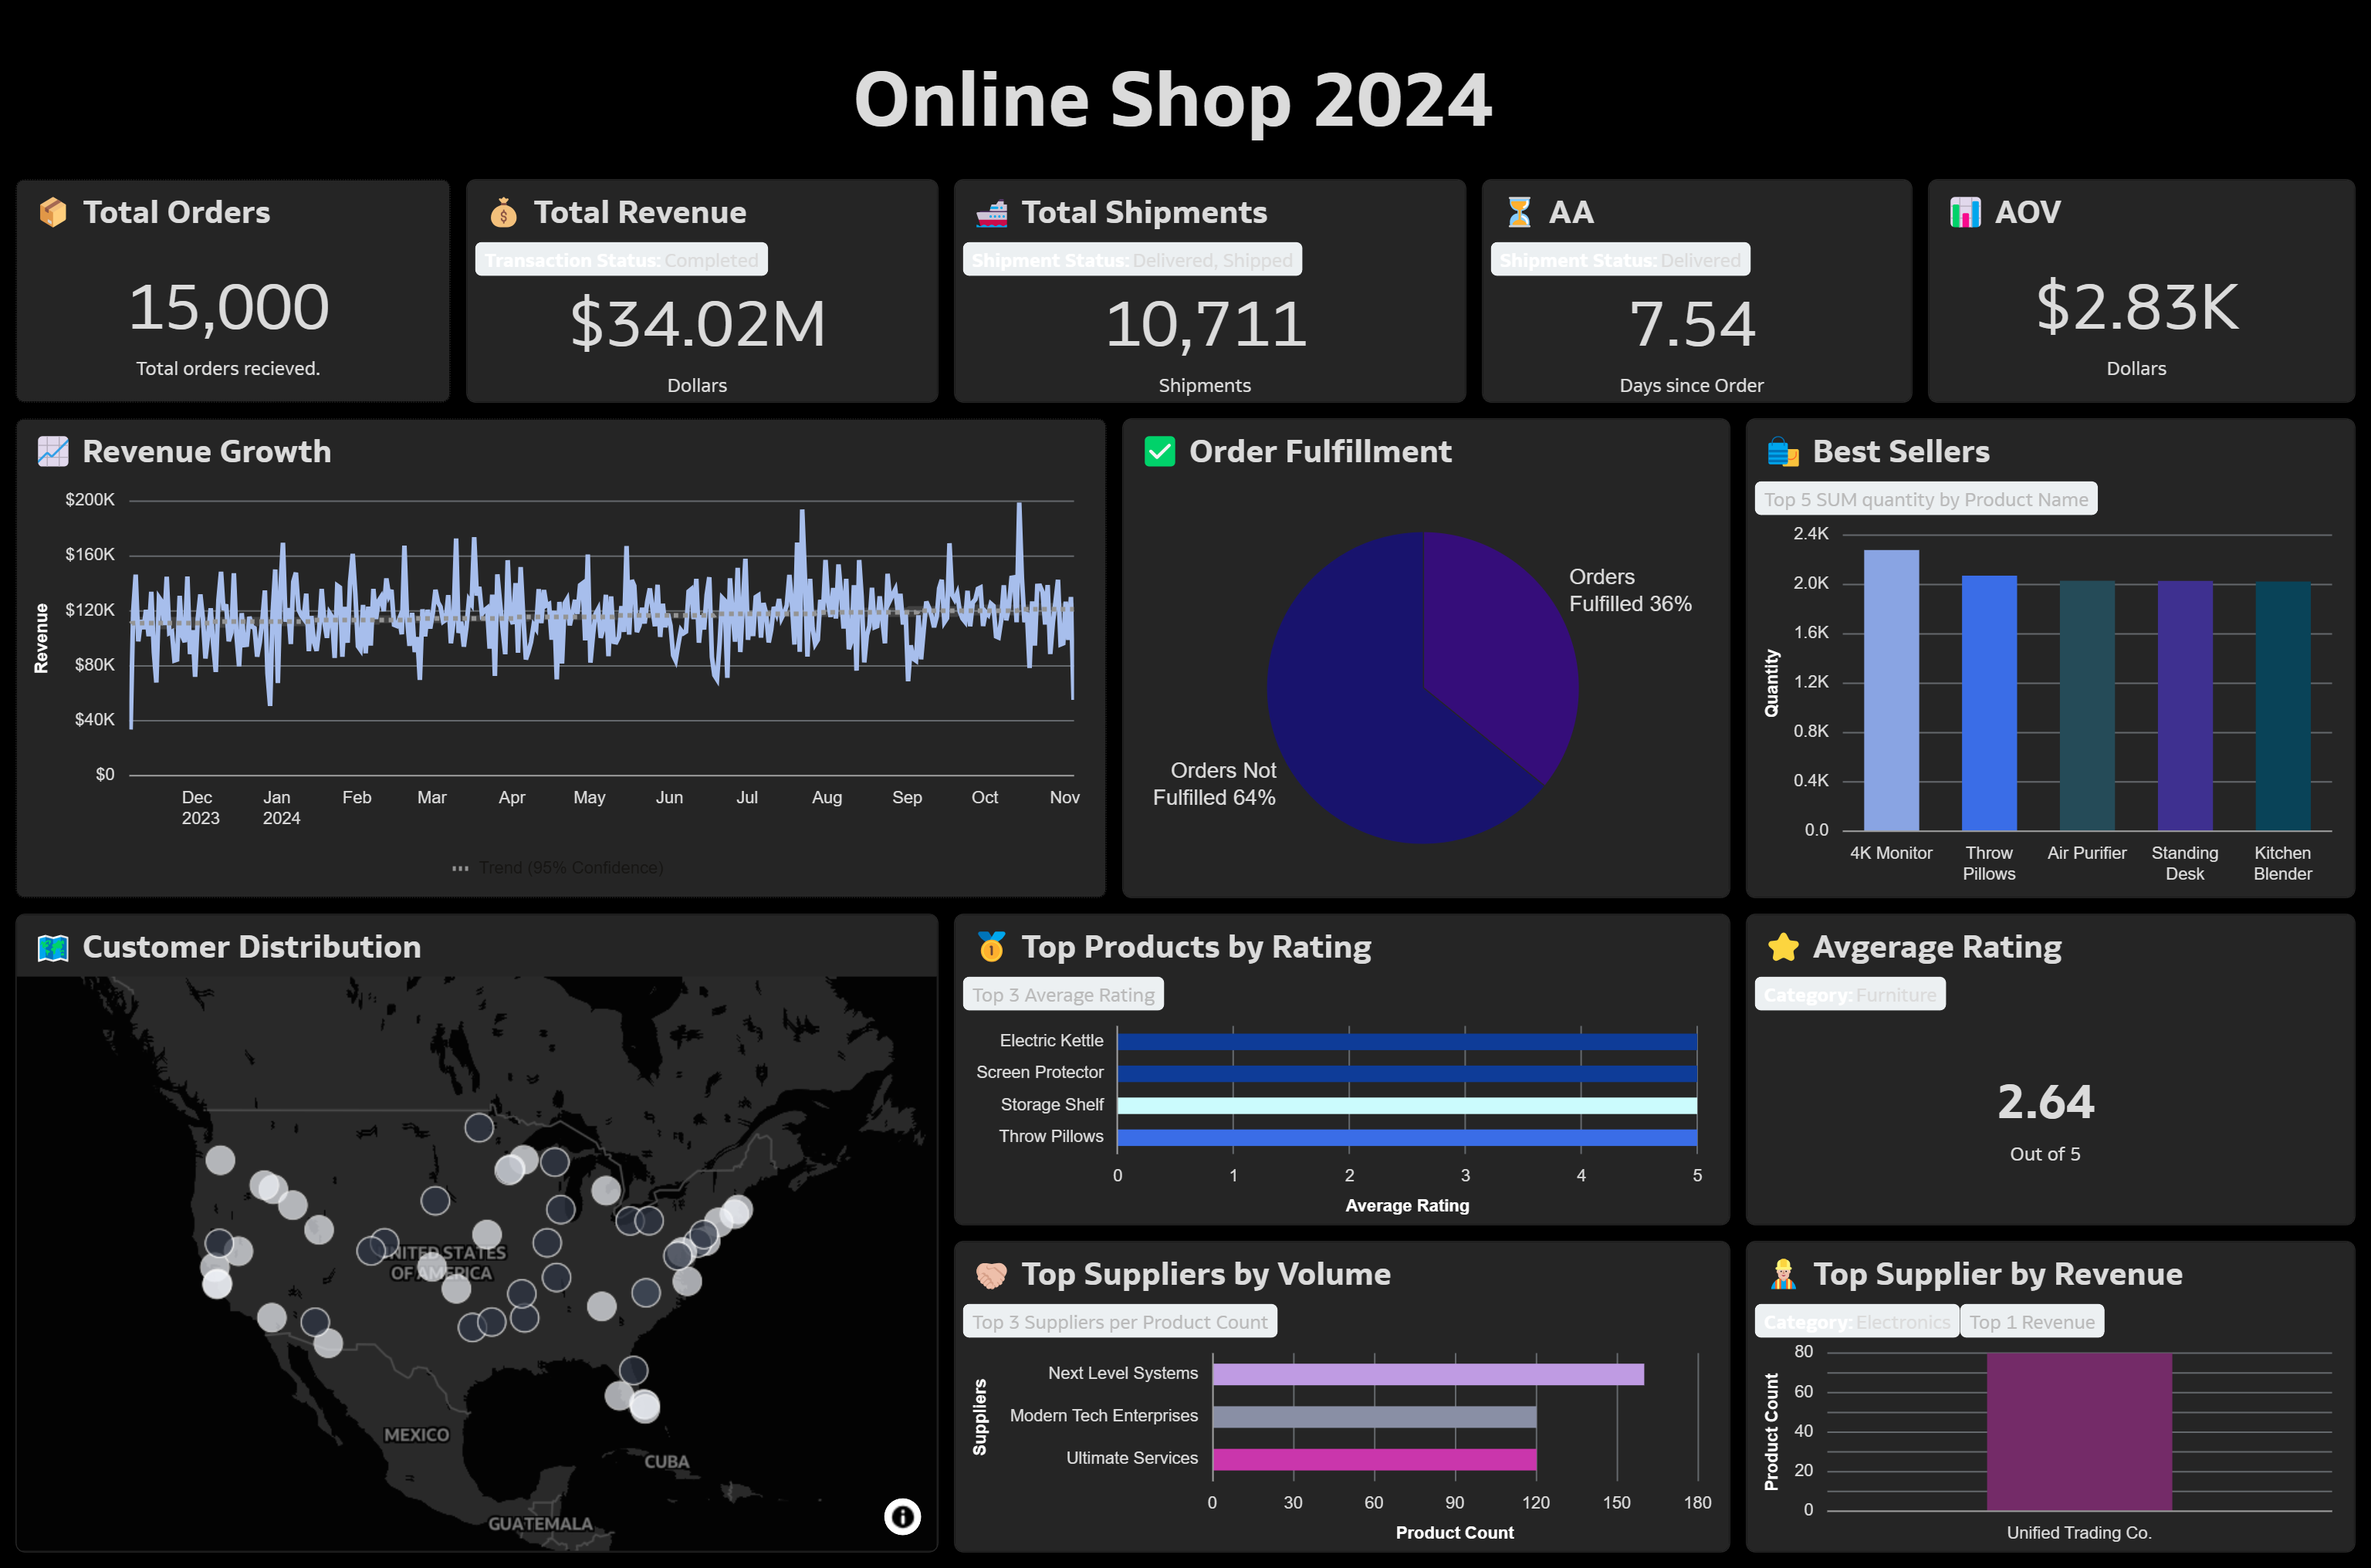 Online Shop 2024
Total Orders
15,000
Total orders recieved.
Total Revenue
Transaction Status: Completed
$34.02M
Dollars
Total Shipments
Shipment Status: Delivered, Shipped
10,711
Shipments
AA
Shipment Status: Delivered
7.54
Days since Order
AOV
$2.83K
Dollars
Revenue Growth
Revenue
$200K
$160K
$120K
$80K
$40K
$0
Dec
2023
Jan
2024
Feb
Mar
Apr
May
Jun
Jul
Aug
Sep
Oct
Nov
Trend (95% Confidence)
Order Fulfillment
Orders
Fulfilled 36%
Orders Not
Fulfilled 64%
Best Sellers
Top 5 SUM quantity by Product Name
Quantity
2.4K
2.0K
1.6K
1.2K
0.8K
0.4K
0.0
4K Monitor
Throw
Pillows
Air Purifier
Standing
Desk
Kitchen
Blender
Customer Distribution
UNITED STATES
OF AMERICA
MEXICO
CUBA
GUATEMALA
Top Products by Rating
Top 3 Average Rating
Electric Kettle
Screen Protector
Storage Shelf
Throw Pillows
0 1 2 3 4 5
Average Rating
Avgerage Rating
Category: Furniture
2.64
Out of 5
Top Suppliers by Volume
Top 3 Suppliers per Product Count
Suppliers
Next Level Systems
Modern Tech Enterprises
Ultimate Services
0 30 60 90 120 150 180
Product Count
Top Supplier by Revenue
Category: Electronics Top 1 Revenue
Product Count
80
60
40
20
0
Unified Trading Co.